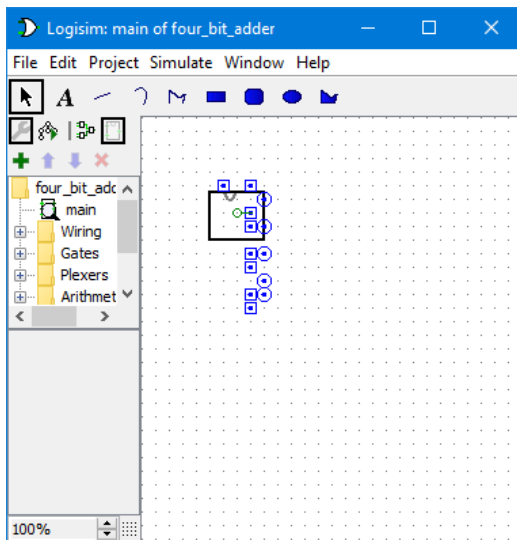 Logisim: main of four_bit_adder
File Edit Project Simulate Window Help
A
four_bit_adc
main
Wiring
Gates
Plexers
Arithmet
100%